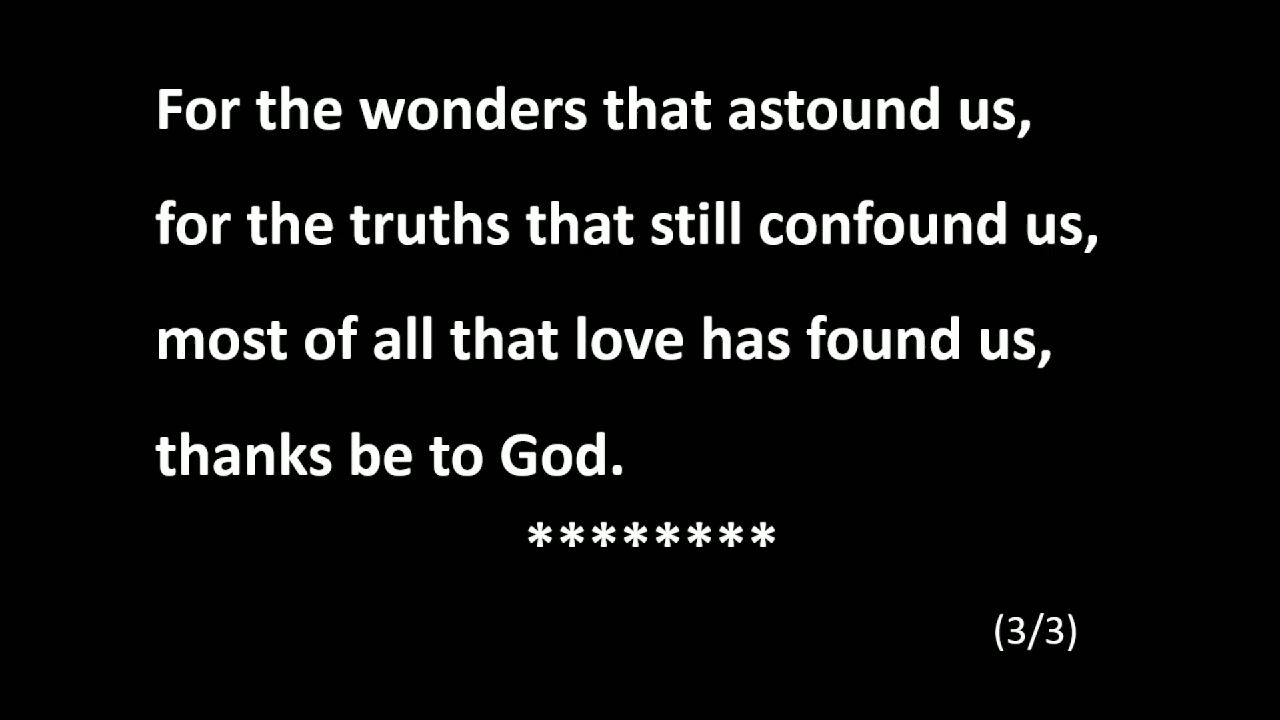 For the wonders that astound us,
for the truths that still confound us,
most of all that love has found us,
thanks be to God.
********
(3/3)